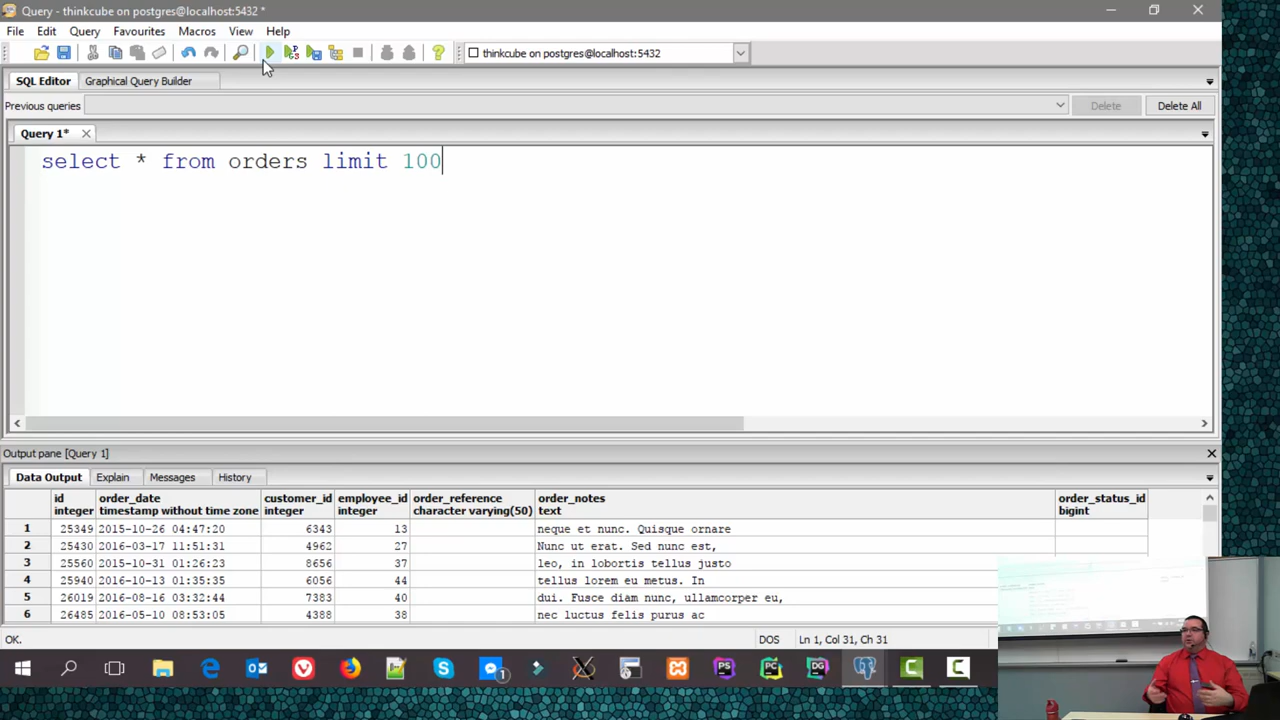 Query - thinkcube on postgres@localhost:5432 *
File Edit Query Favourites Macros View Help
thinkcube on postgres@localhost:5432
SQL Editor Graphical Query Builder
Previous queries Delete Delete All
Query 1*
select * from orders limit 100
Output pane [Query 1]
Data Output Explain Messages History
id order_date customer_id employee_id order_reference order_notes order_status_id
integer timestamp without time zone integer integer character varying(50) text bigint
1 25349 2015-10-26 04:47:20 6343 13 neque et nunc. Quisque ornare
2 25430 2016-03-17 11:51:31 4962 27 Nunc ut erat. Sed nunc est,
3 25560 2015-10-31 01:26:23 8656 37 leo, in lobortis tellus justo
4 25940 2016-10-13 01:35:35 6056 44 tellus lorem eu metus. In
5 26019 2016-08-16 03:32:44 7383 40 dui. Fusce diam nunc, ullamcorper eu,
6 26485 2016-05-10 08:53:05 4388 38 nec luctus felis purus ac
OK. DOS Ln 1, Col 31, Ch 31
1 PS PC DG